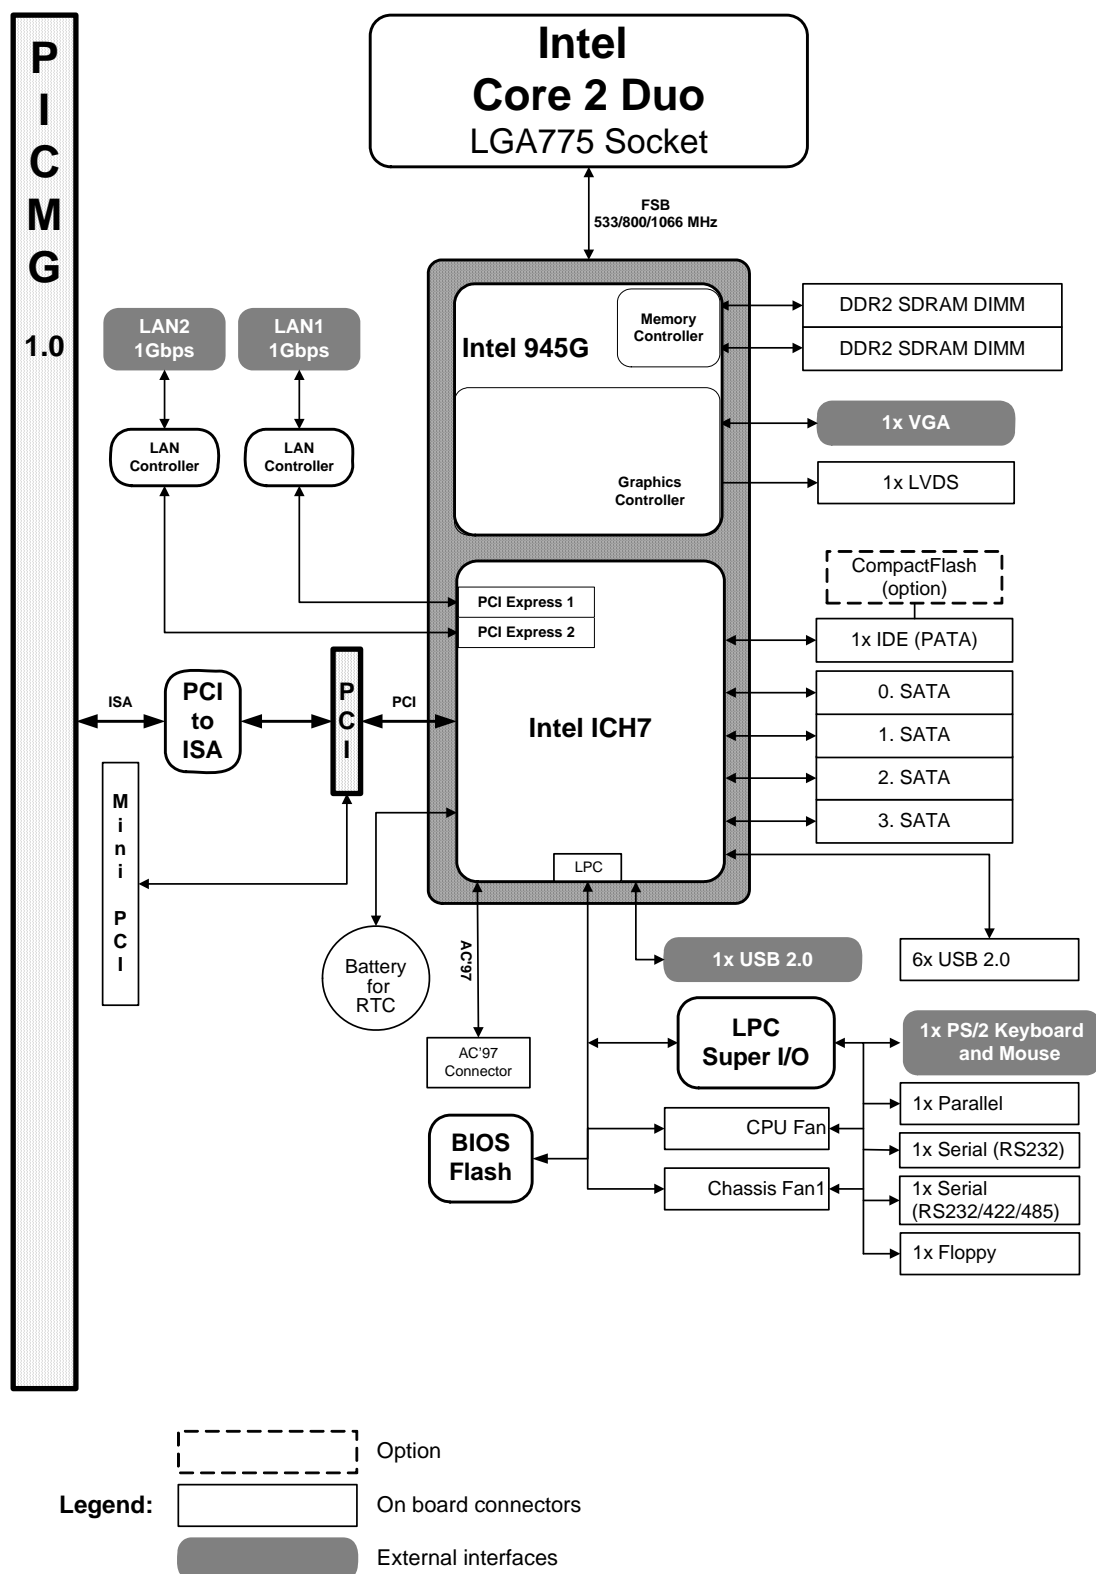 P
I
C
M
G
1.0
Intel
Core 2 Duo
LGA775 Socket
FSB
533/800/1066 MHz
LAN2
1Gbps
LAN1
1Gbps
LAN
Controller
LAN
Controller
Intel 945G
Memory
Controller
Graphics
Controller
DDR2 SDRAM DIMM
DDR2 SDRAM DIMM
1x VGA
1x LVDS
CompactFlash
(option)
1x IDE (PATA)
0. SATA
1. SATA
2. SATA
3. SATA
PCI Express 1
PCI Express 2
Intel ICH7
LPC
ISA
PCI
to
ISA
P
C
I
PCI
M
i
n
i
P
C
I
Battery
for
RTC
AC'97
AC'97
Connector
1x USB 2.0
6x USB 2.0
LPC
Super I/O
1x PS/2 Keyboard
and Mouse
1x Parallel
1x Serial (RS232)
1x Serial
(RS232/422/485)
1x Floppy
CPU Fan
Chassis Fan1
BIOS
Flash
Legend:
Option
On board connectors
External interfaces